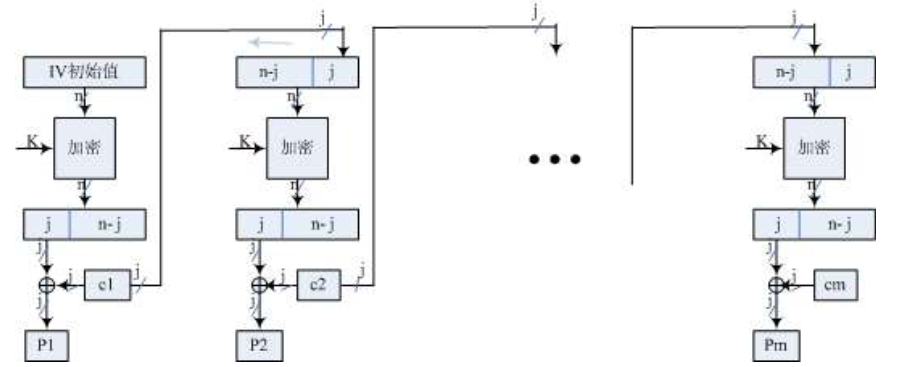 j j j
IV初始值 n-j j n-j j
n n n
K 加密 K 加密 K 加密
n n n
j n-j j n-j j n-j
j j j
j c1 j j c2 j j cm
j j j
P1 P2 Pm